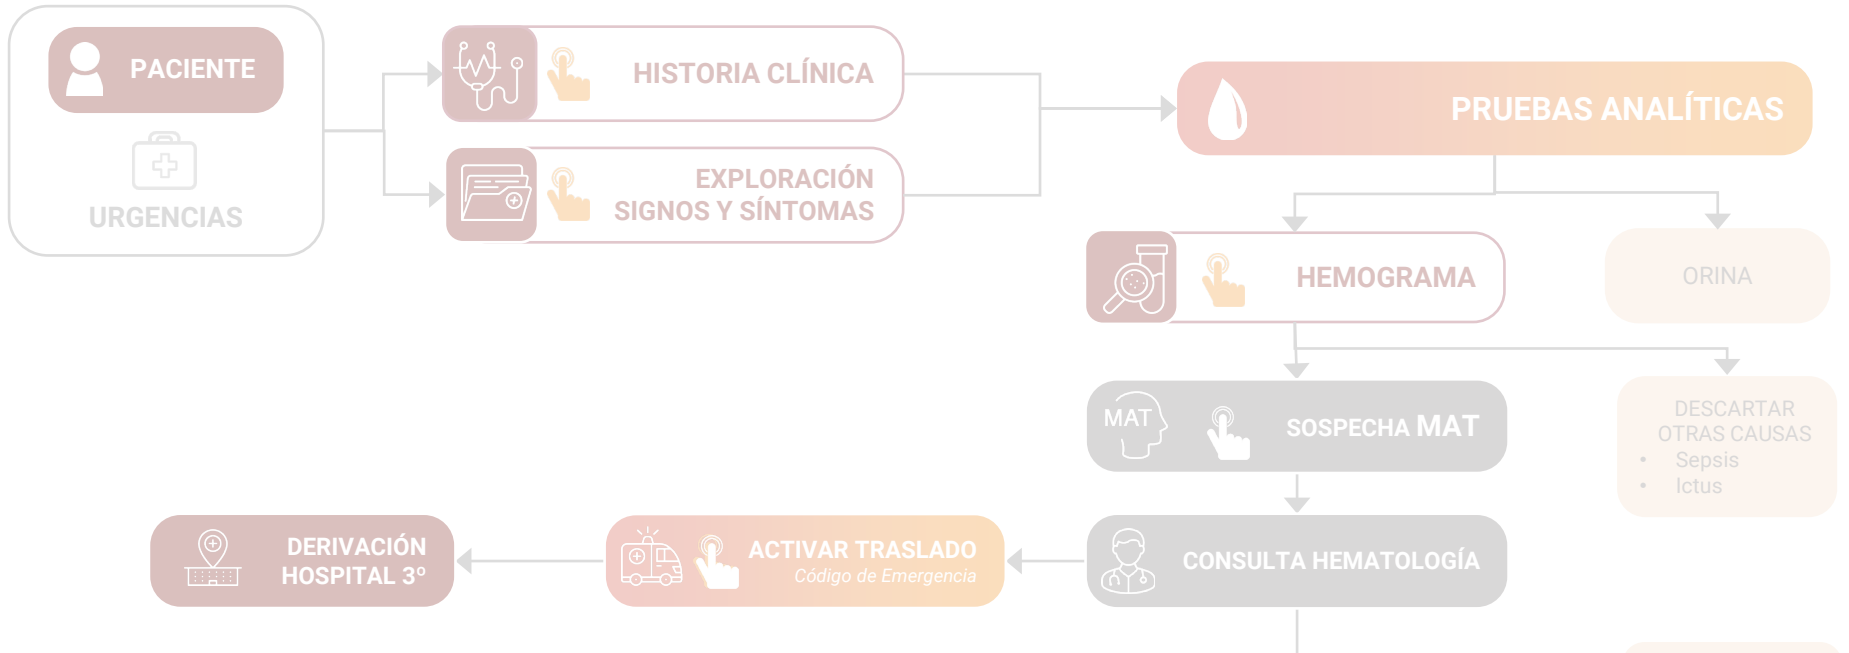 PACIENTE
URGENCIAS
HISTORIA CLÍNICA
EXPLORACIÓN
SIGNOS Y SÍNTOMAS
PRUEBAS ANALÍTICAS
HEMOGRAMA
ORINA
MAT
SOSPECHA MAT
DESCARTAR
OTRAS CAUSAS
• Sepsis
• Ictus
DERIVACIÓN
HOSPITAL 3º
ACTIVAR TRASLADO
Código de Emergencia
CONSULTA HEMATOLOGÍA